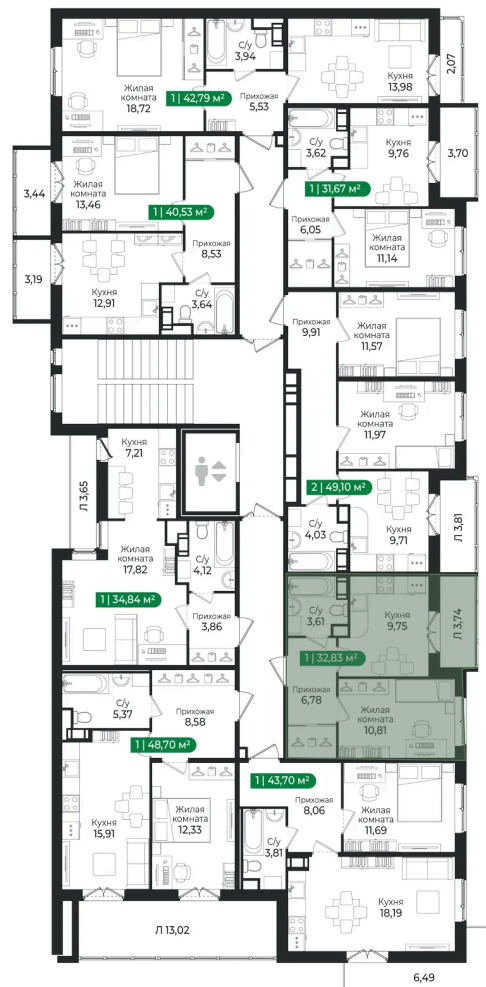 С/у
3,94
Жилая
комната
18,72
1 | 42,79 м²
Прихожая
5,53
Кухня
13,98
2,07
3,44
Жилая
комната
13,46
1 | 40,53 м²
Прихожая
8,53
С/у
3,62
Кухня
9,76
3,70
1 | 31,67 м²
6,05
Прихожая
Жилая
комната
11,14
3,19
Кухня
12,91
С/у
3,64
Прихожая
9,91
Жилая
комната
11,57
Жилая
комната
11,97
Кухня
7,21
Л 3,65
2 | 49,10 м²
С/у
4,03
Кухня
9,71
Л 3,81
Жилая
комната
17,82
С/у
4,12
1 | 34,84 м²
Прихожая
3,86
С/у
3,61
Кухня
9,75
Л 3,74
1 | 32,83 м²
Прихожая
6,78
Жилая
комната
10,81
С/у
5,37
Прихожая
8,58
1 | 48,70 м²
Кухня
15,91
Жилая
комната
12,33
1 | 43,70 м²
Прихожая
8,06
Жилая
комната
11,69
С/у
3,81
Кухня
18,19
Л 13,02
6,49